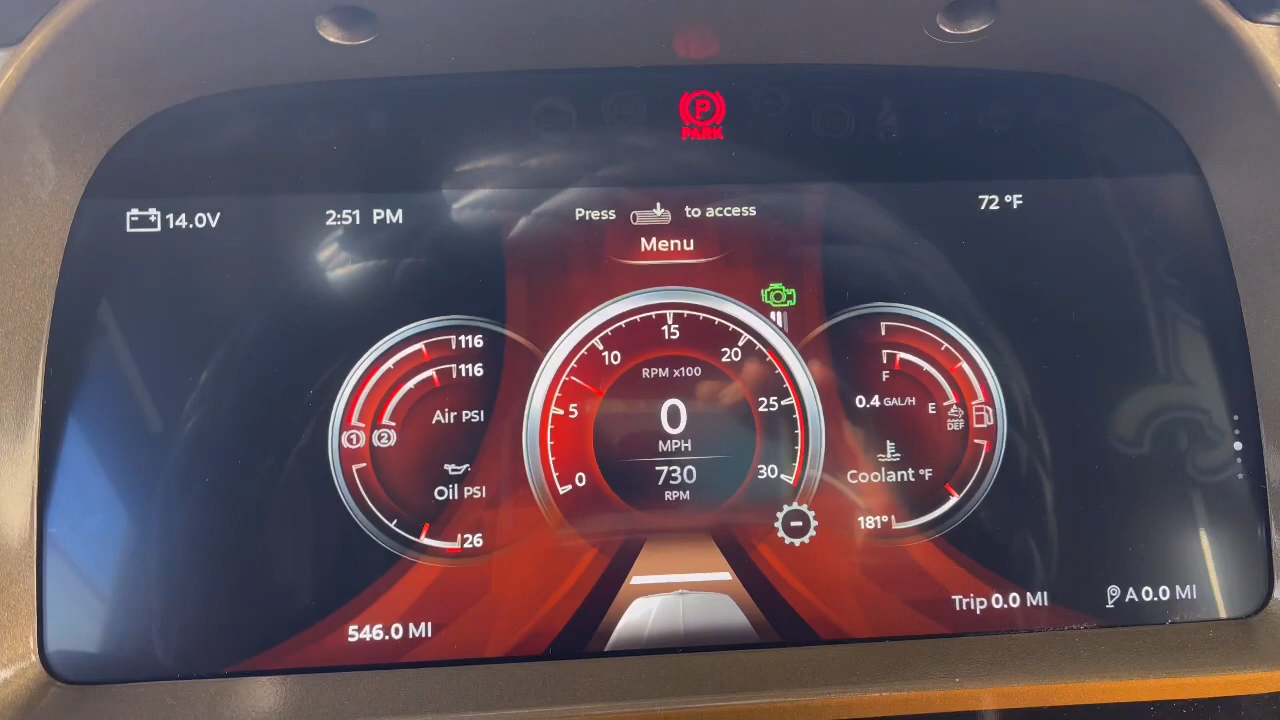 P
PARK
14.0V
2:51 PM
Press to access
72 °F
Menu
116
116
Air PSI
1 2
Oil PSI
26
0 5 10 15 20 25 30
RPM x100
0
MPH
730
RPM
-
F
0.4 GAL/H
E
DEF
Coolant °F
181°
546.0 MI
Trip 0.0 MI
A 0.0 MI